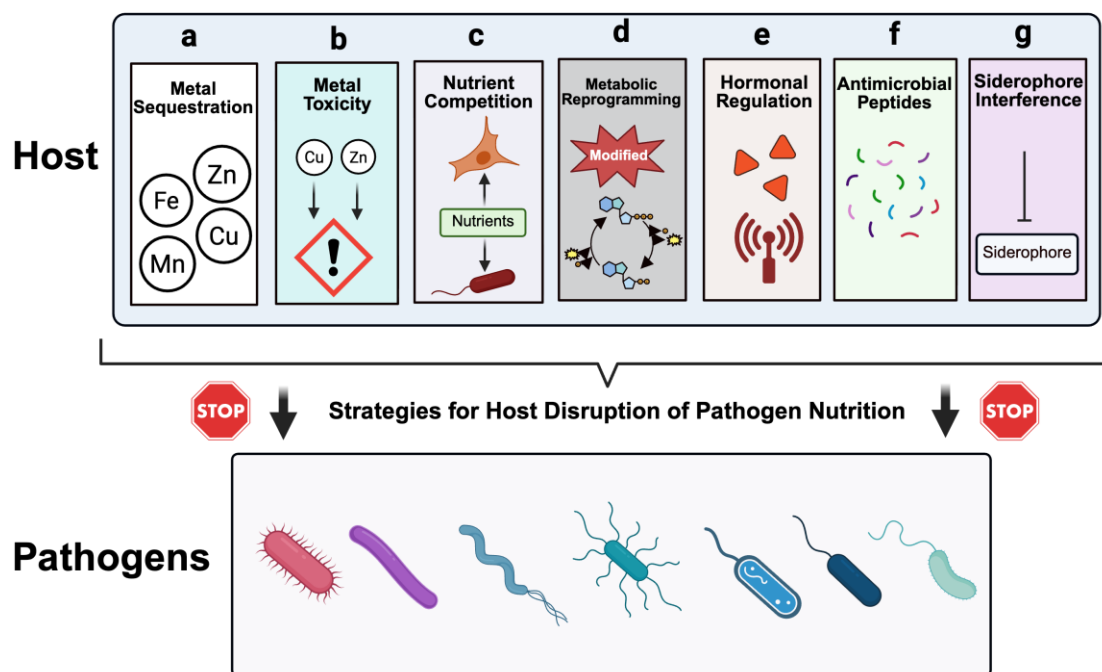 a
b
c
d
e
f
g
Host
Metal
Sequestration
Zn
Fe
Cu
Mn
Metal
Toxicity
Cu
Zn
!
Nutrient
Competition
Nutrients
Metabolic
Reprogramming
Modified
Hormonal
Regulation
Antimicrobial
Peptides
Siderophore
Interference
Siderophore
STOP
Strategies for Host Disruption of Pathogen Nutrition
STOP
Pathogens